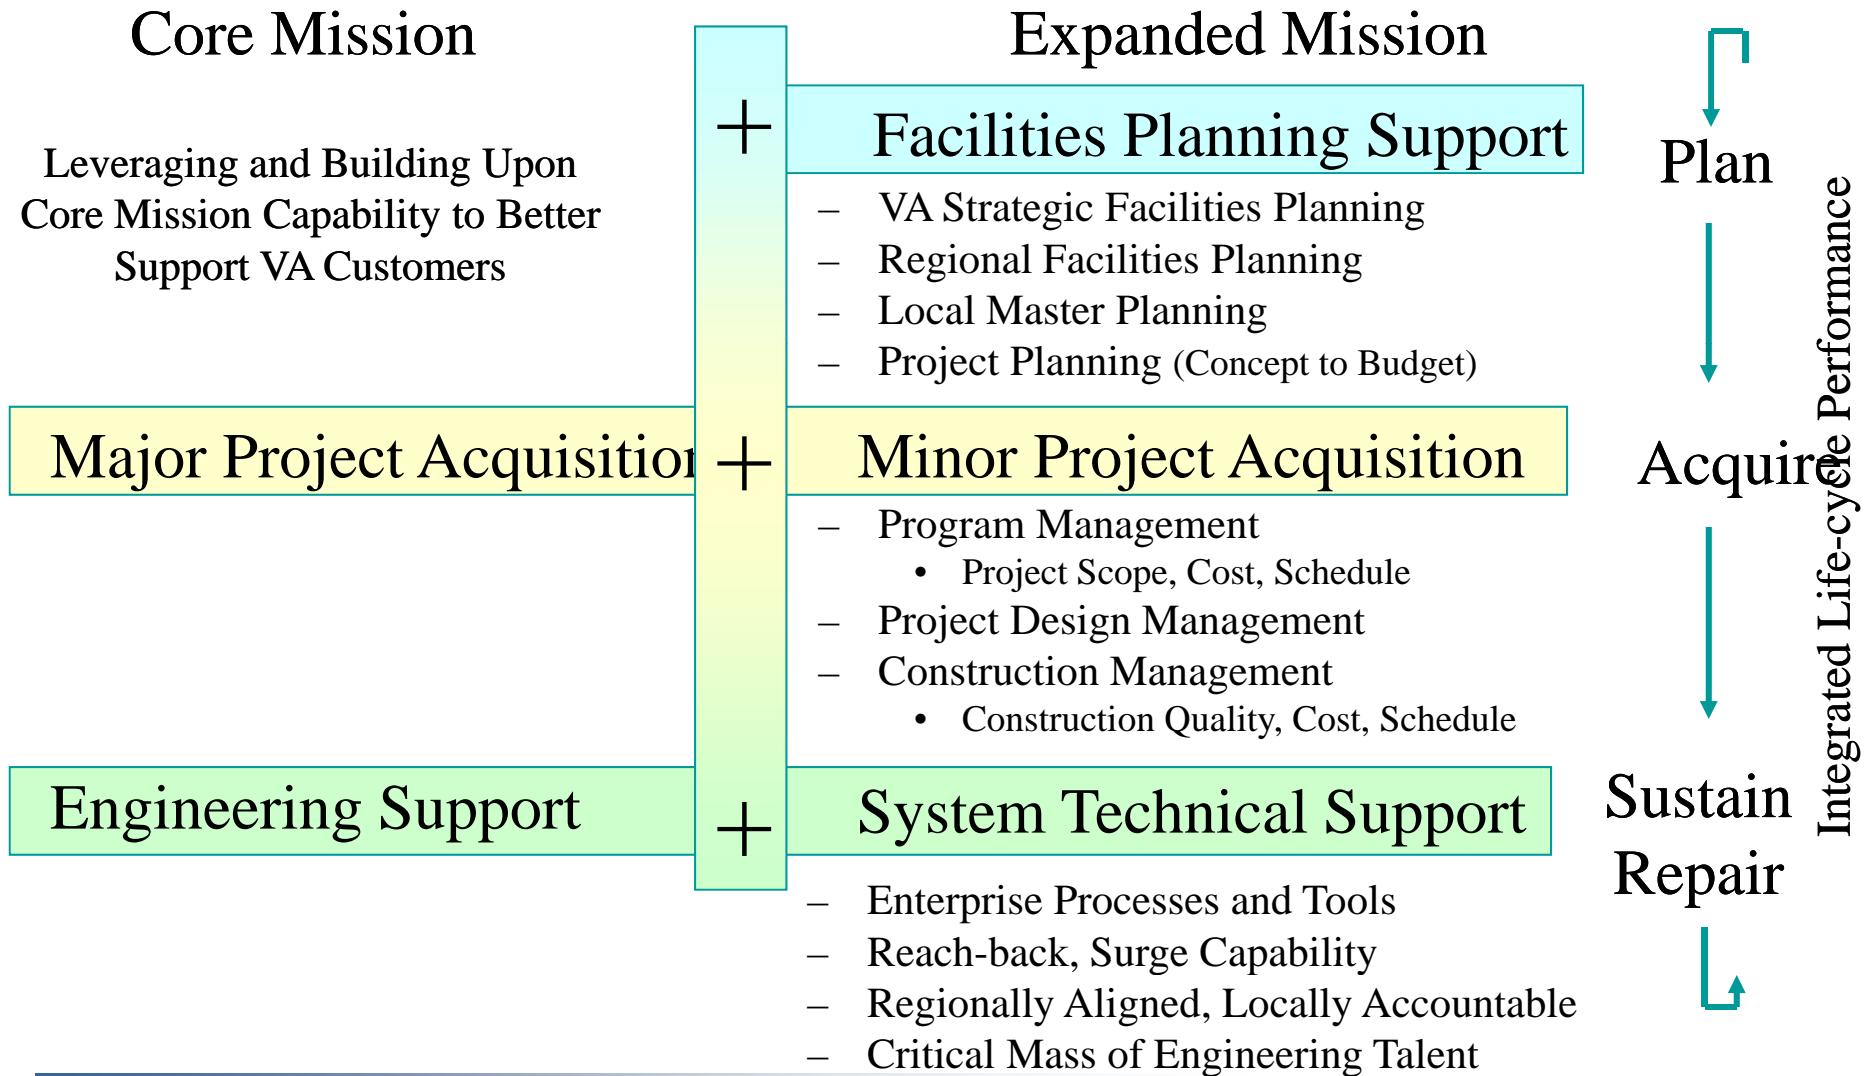 Core Mission
Leveraging and Building Upon
Core Mission Capability to Better
Support VA Customers
Expanded Mission
+ Facilities Planning Support
– VA Strategic Facilities Planning
– Regional Facilities Planning
– Local Master Planning
– Project Planning (Concept to Budget)
Major Project Acquisition + Minor Project Acquisition
– Program Management
• Project Scope, Cost, Schedule
– Project Design Management
– Construction Management
• Construction Quality, Cost, Schedule
Engineering Support + System Technical Support
– Enterprise Processes and Tools
– Reach-back, Surge Capability
– Regionally Aligned, Locally Accountable
– Critical Mass of Engineering Talent
Plan
Acquire
Sustain
Repair
Integrated Life-cycle Performance